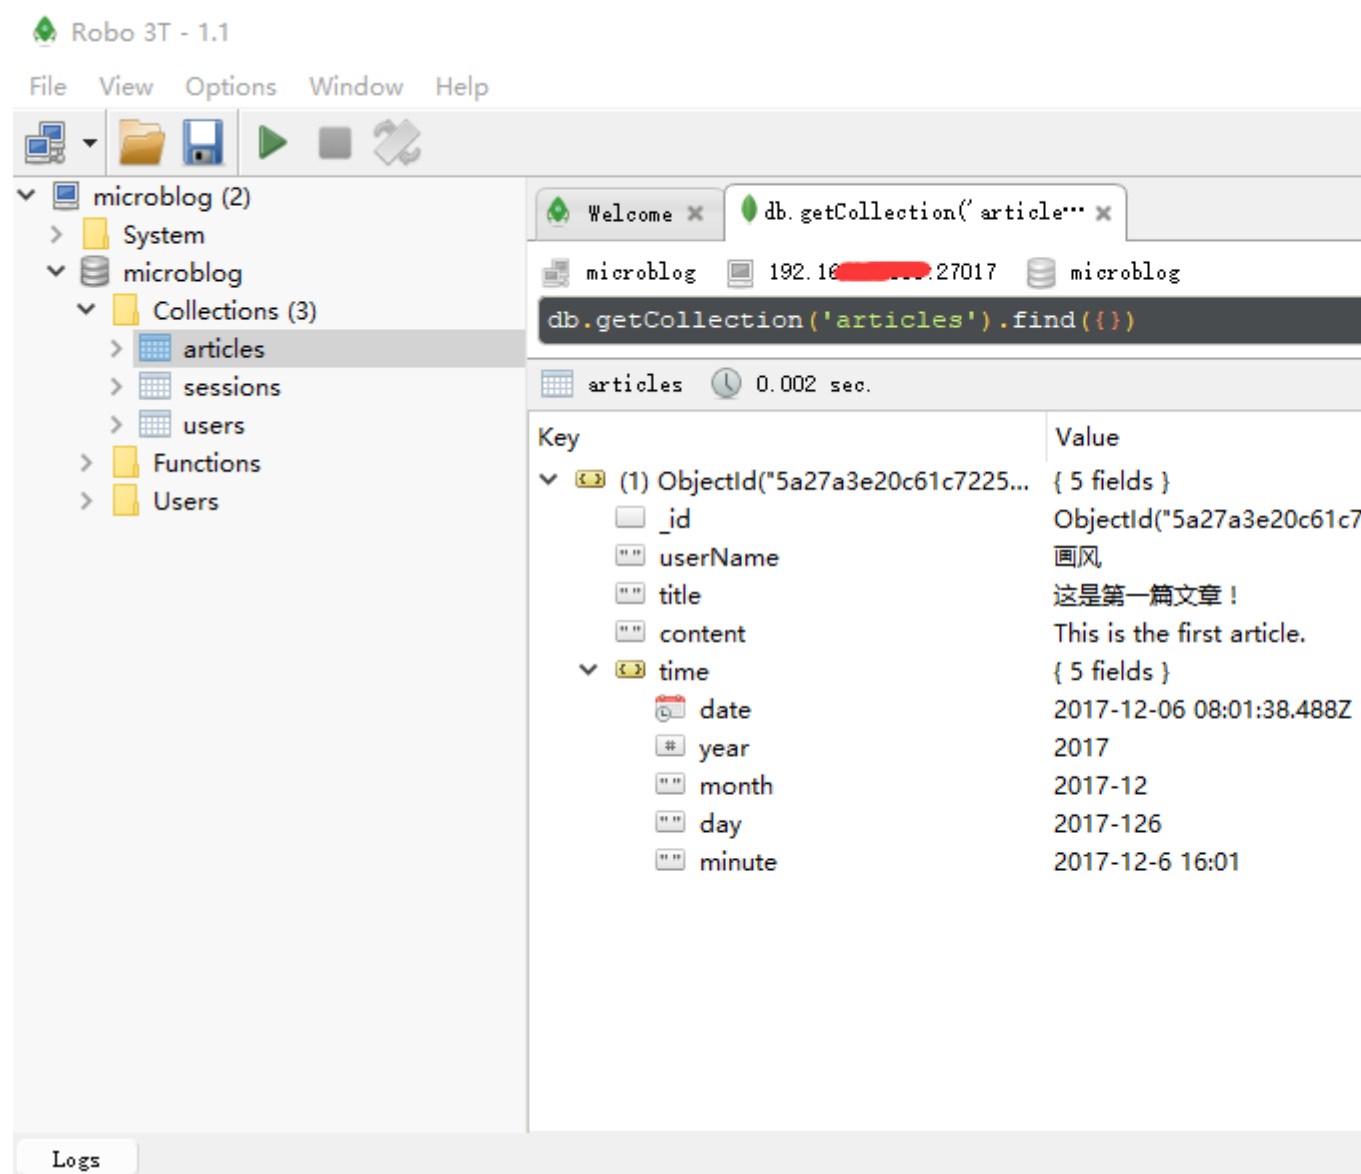 Robo 3T - 1.1
File View Options Window Help
microblog (2)
System
microblog
Collections (3)
articles
sessions
users
Functions
Users
Welcome db.getCollection('article…
microblog 192.16 :27017 microblog
db.getCollection('articles').find({})
articles 0.002 sec.
Key Value
(1) ObjectId("5a27a3e20c61c7225... { 5 fields }
_id ObjectId("5a27a3e20c61c7
userName 画风
title 这是第一篇文章！
content This is the first article.
time { 5 fields }
date 2017-12-06 08:01:38.488Z
year 2017
month 2017-12
day 2017-126
minute 2017-12-6 16:01
Logs